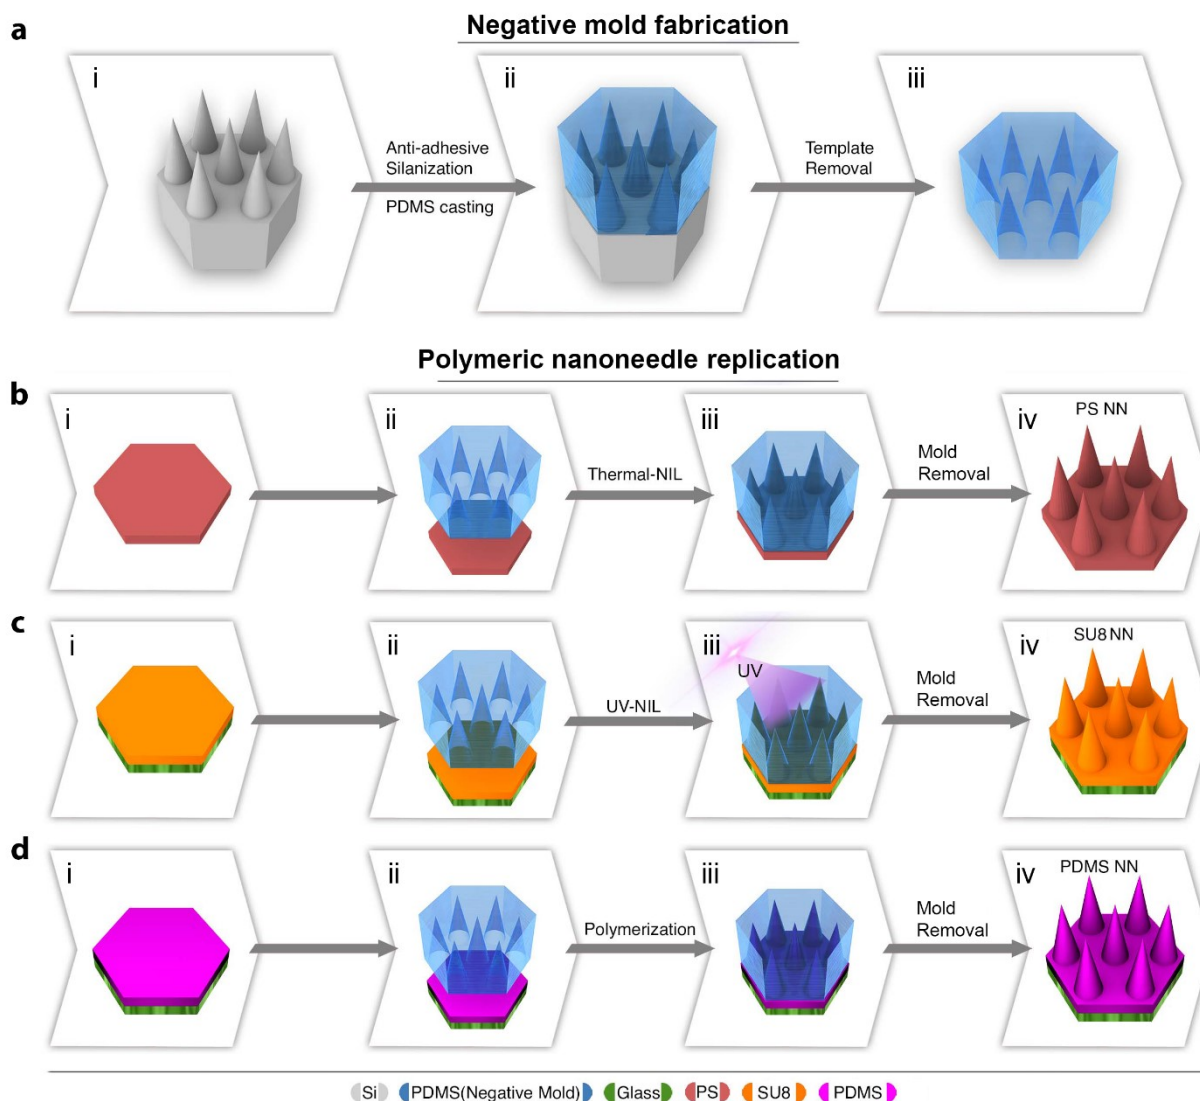 a
Negative mold fabrication
i
Anti-adhesive
Silanization
PDMS casting
ii
Template
Removal
iii
Polymeric nanoneedle replication
b
i
ii
Thermal-NIL
iii
Mold
Removal
iv
PS NN
c
i
ii
UV-NIL
iii
UV
Mold
Removal
iv
SU8 NN
d
i
ii
Polymerization
iii
Mold
Removal
iv
PDMS NN
Si PDMS(Negative Mold) Glass PS SU8 PDMS